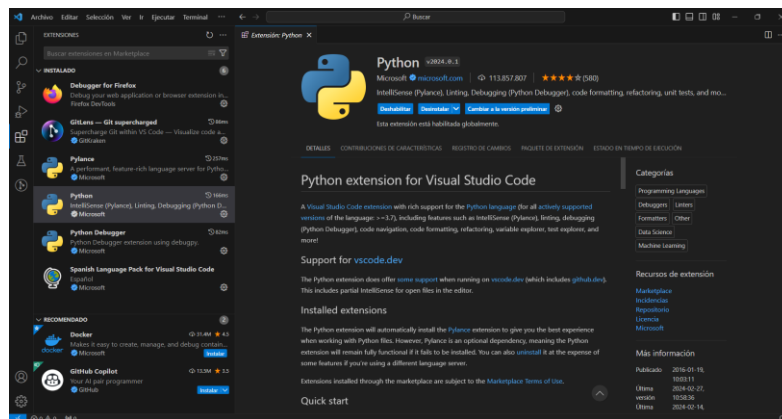 Archivo Editar Selección Ver Ir Ejecutar Terminal ···
Buscar
EXTENSIONES
Buscar extensiones en Marketplace
INSTALADO
6
Debugger for Firefox
Debug your web application or browser extension in...
Firefox DevTools
GitLens — Git supercharged
Supercharge Git within VS Code — Visualize code a...
GitKraken
Pylance
257ms
A performant, feature-rich language server for Pytho...
Microsoft
Python
IntelliSense (Pylance), Linting, Debugging (Python D...
Microsoft
Python Debugger
82ms
Python Debugger extension using debugpy.
Microsoft
Spanish Language Pack for Visual Studio Code
Español
Microsoft
RECOMENDADO
2
Docker
31.4M ★ 4.5
Makes it easy to create, manage, and debug contain...
Microsoft
Instalar
GitHub Copilot
13.3M ★ 3.5
Your AI pair programmer
GitHub
Instalar
Extensión: Python
Python v2024.0.1
Microsoft microsoft.com | 113.857.807 | (580)
IntelliSense (Pylance), Linting, Debugging (Python Debugger), code formatting, refactoring, unit tests, and mo...
Deshabilitar Desinstalar Cambiar a la versión preliminar
Esta extensión está habilitada globalmente.
DETALLES CONTRIBUCIONES DE CARACTERÍSTICAS REGISTRO DE CAMBIOS PAQUETE DE EXTENSIÓN ESTADO EN TIEMPO DE EJECUCIÓN
Python extension for Visual Studio Code
A Visual Studio Code extension with rich support for the Python language (for all actively supported
versions of the language: >=3.7), including features such as IntelliSense (Pylance), linting, debugging
(Python Debugger), code navigation, code formatting, refactoring, variable explorer, test explorer, and
more!
Support for vscode.dev
The Python extension does offer some support when running on vscode.dev (which includes github.dev).
This includes partial IntelliSense for open files in the editor.
Installed extensions
The Python extension will automatically install the Pylance extension to give you the best experience
when working with Python files. However, Pylance is an optional dependency, meaning the Python
extension will remain fully functional if it fails to be installed. You can also uninstall it at the expense of
some features if you're using a different language server.
Extensions installed through the marketplace are subject to the Marketplace Terms of Use.
Quick start
Categorías
Programming Languages
Debuggers Linters
Formatters Other
Data Science
Machine Learning
Recursos de extensión
Marketplace
Incidencias
Repositorio
Licencia
Microsoft
Más información
Publicado 2016-01-19,
10:03:11
Última 2024-02-27,
versión 10:58:36
Última 2024-02-14,